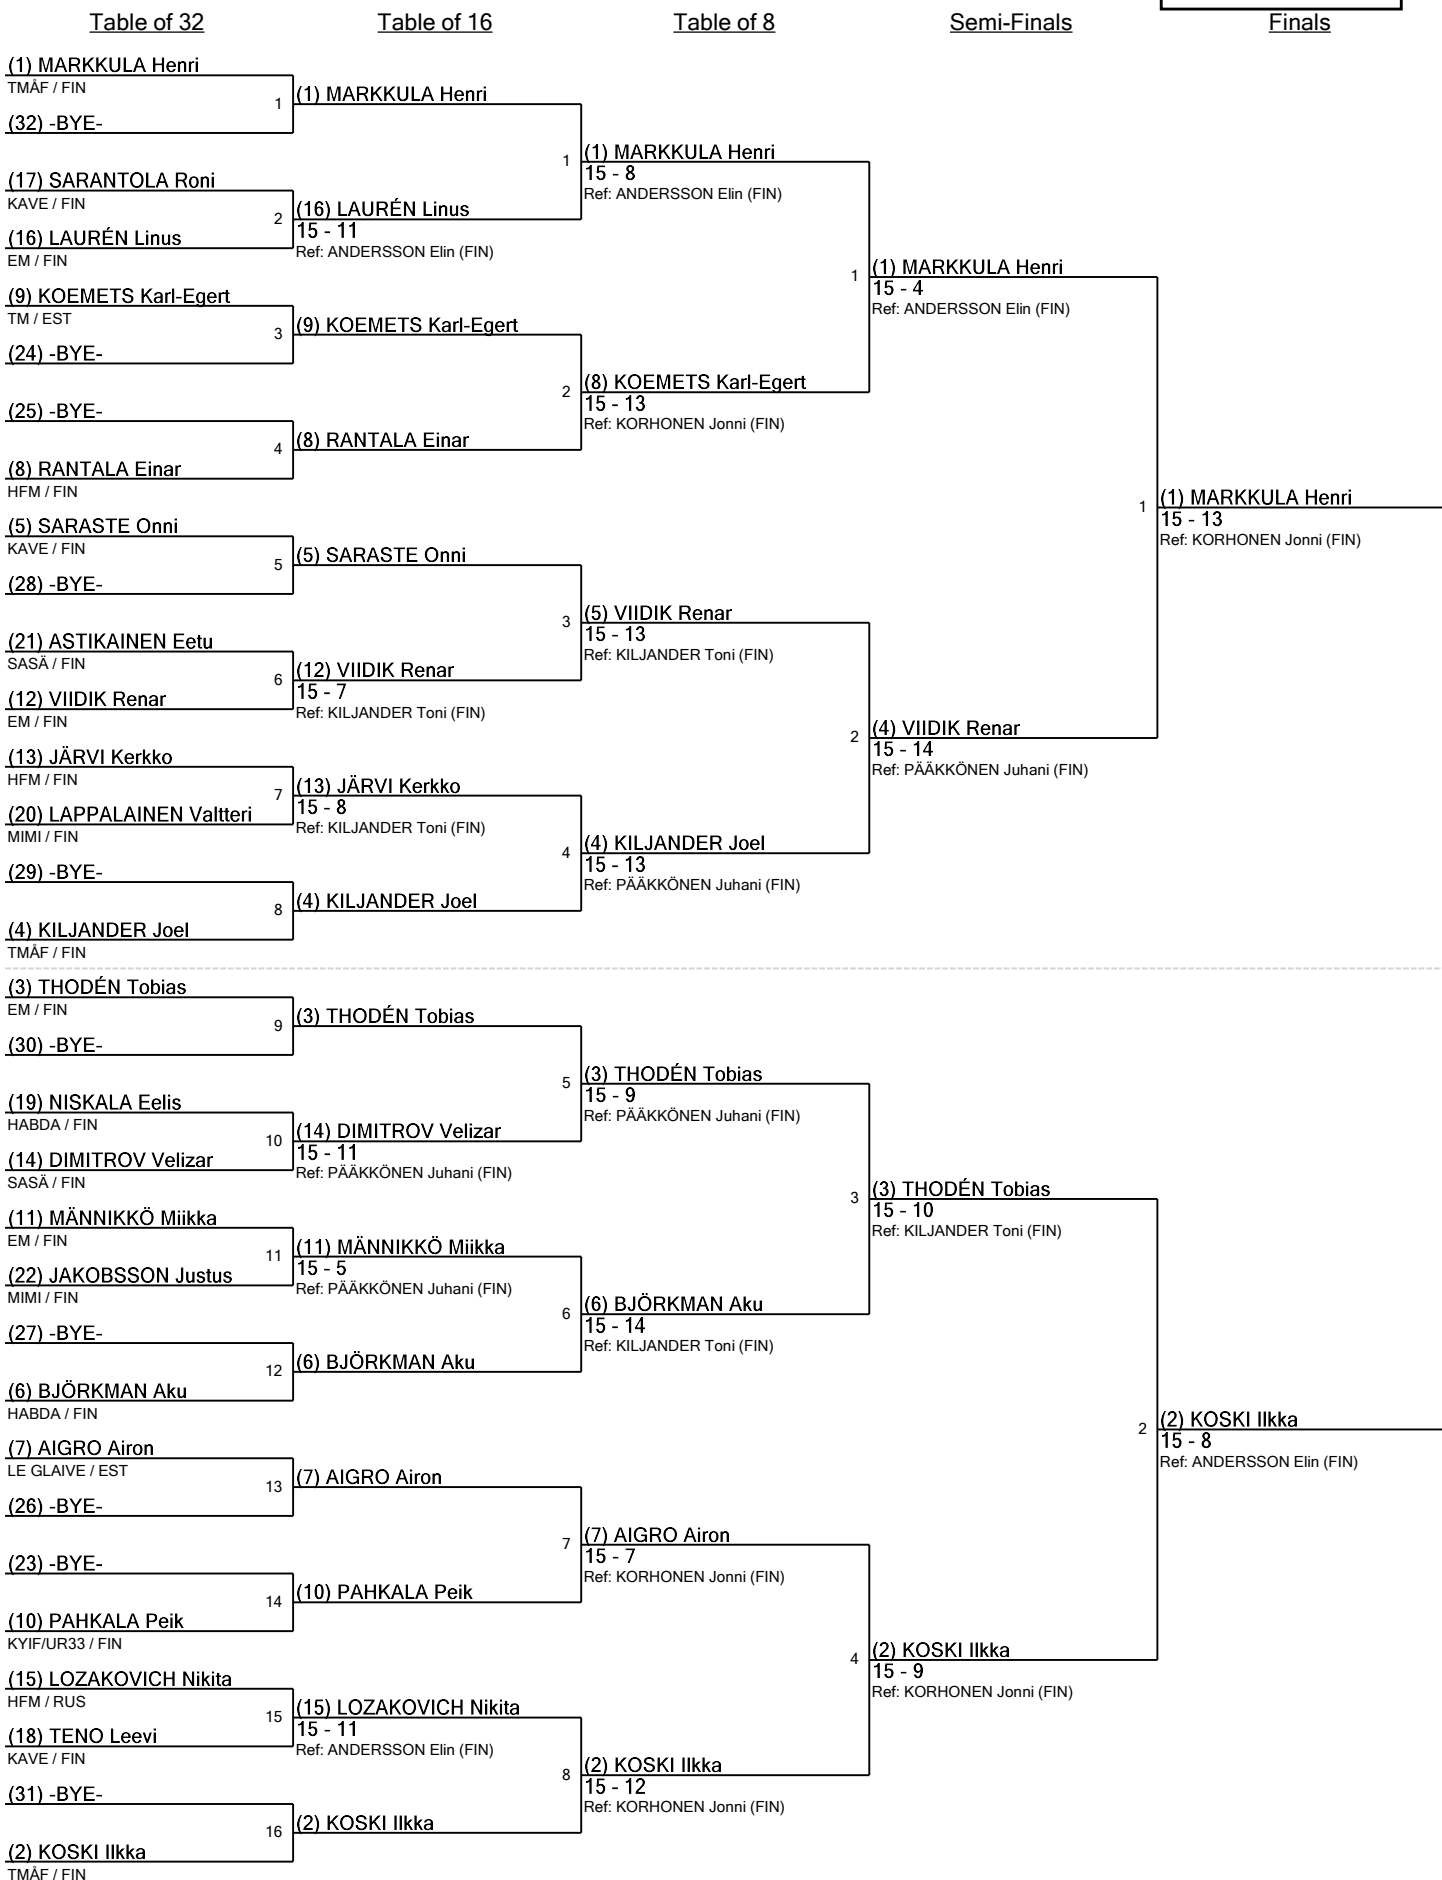 Table of 32
Table of 16
Table of 8
Semi-Finals
Finals
(1) MARKKULA Henri
TMÅF / FIN
1
(32) -BYE-
(17) SARANTOLA Roni
KAVE / FIN
2
(16) LAURÉN Linus
EM / FIN
(9) KOEMETS Karl-Egert
TM / EST
3
(24) -BYE-
(25) -BYE-
4
(8) RANTALA Einar
HFM / FIN
(5) SARASTE Onni
KAVE / FIN
5
(28) -BYE-
(21) ASTIKAINEN Eetu
SASÄ / FIN
6
(12) VIIDIK Renar
EM / FIN
(13) JÄRVI Kerkko
HFM / FIN
7
(20) LAPPALAINEN Valtteri
MIMI / FIN
(29) -BYE-
8
(4) KILJANDER Joel
TMÅF / FIN
(3) THODÉN Tobias
EM / FIN
9
(30) -BYE-
(19) NISKALA Eelis
HABDA / FIN
10
(14) DIMITROV Velizar
SASÄ / FIN
(11) MÄNNIKKÖ Miikka
EM / FIN
11
(22) JAKOBSSON Justus
MIMI / FIN
(27) -BYE-
12
(6) BJÖRKMAN Aku
HABDA / FIN
(7) AIGRO Airon
LE GLAIVE / EST
13
(26) -BYE-
(23) -BYE-
14
(10) PAHKALA Peik
KYIF/UR33 / FIN
(15) LOZAKOVICH Nikita
HFM / RUS
15
(18) TENO Leevi
KAVE / FIN
(31) -BYE-
16
(2) KOSKI Ilkka
TMÅF / FIN
(1) MARKKULA Henri
1
(16) LAURÉN Linus
15 - 11
Ref: ANDERSSON Elin (FIN)
(9) KOEMETS Karl-Egert
2
(8) RANTALA Einar
(5) SARASTE Onni
3
(12) VIIDIK Renar
15 - 7
Ref: KILJANDER Toni (FIN)
(13) JÄRVI Kerkko
15 - 8
Ref: KILJANDER Toni (FIN)
4
(4) KILJANDER Joel
(3) THODÉN Tobias
5
(14) DIMITROV Velizar
15 - 11
Ref: PÄÄKKÖNEN Juhani (FIN)
(11) MÄNNIKKÖ Miikka
15 - 5
Ref: PÄÄKKÖNEN Juhani (FIN)
6
(6) BJÖRKMAN Aku
(7) AIGRO Airon
7
(10) PAHKALA Peik
(15) LOZAKOVICH Nikita
15 - 11
Ref: ANDERSSON Elin (FIN)
8
(2) KOSKI Ilkka
(1) MARKKULA Henri
15 - 8
Ref: ANDERSSON Elin (FIN)
1
(8) KOEMETS Karl-Egert
15 - 13
Ref: KORHONEN Jonni (FIN)
(5) VIIDIK Renar
15 - 13
Ref: KILJANDER Toni (FIN)
2
(4) KILJANDER Joel
15 - 13
Ref: PÄÄKKÖNEN Juhani (FIN)
(3) THODÉN Tobias
15 - 9
Ref: PÄÄKKÖNEN Juhani (FIN)
3
(6) BJÖRKMAN Aku
15 - 14
Ref: KILJANDER Toni (FIN)
(7) AIGRO Airon
15 - 7
Ref: KORHONEN Jonni (FIN)
4
(2) KOSKI Ilkka
15 - 12
Ref: KORHONEN Jonni (FIN)
(1) MARKKULA Henri
15 - 4
Ref: ANDERSSON Elin (FIN)
1
(4) VIIDIK Renar
15 - 14
Ref: PÄÄKKÖNEN Juhani (FIN)
(3) THODÉN Tobias
15 - 10
Ref: KILJANDER Toni (FIN)
2
(2) KOSKI Ilkka
15 - 9
Ref: KORHONEN Jonni (FIN)
(1) MARKKULA Henri
15 - 13
Ref: KORHONEN Jonni (FIN)
(2) KOSKI Ilkka
15 - 8
Ref: ANDERSSON Elin (FIN)